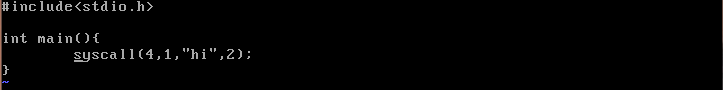 #include<stdio.h>
int main(){
        syscall(4,1,"hi",2);
}
~